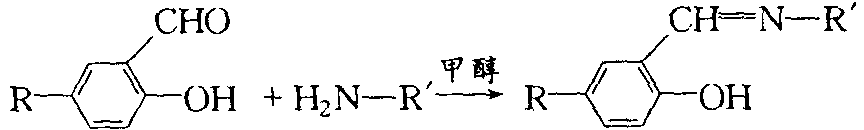 CHO CH=N—R′
R— —OH + H₂N—R′ 甲醇 R— —OH